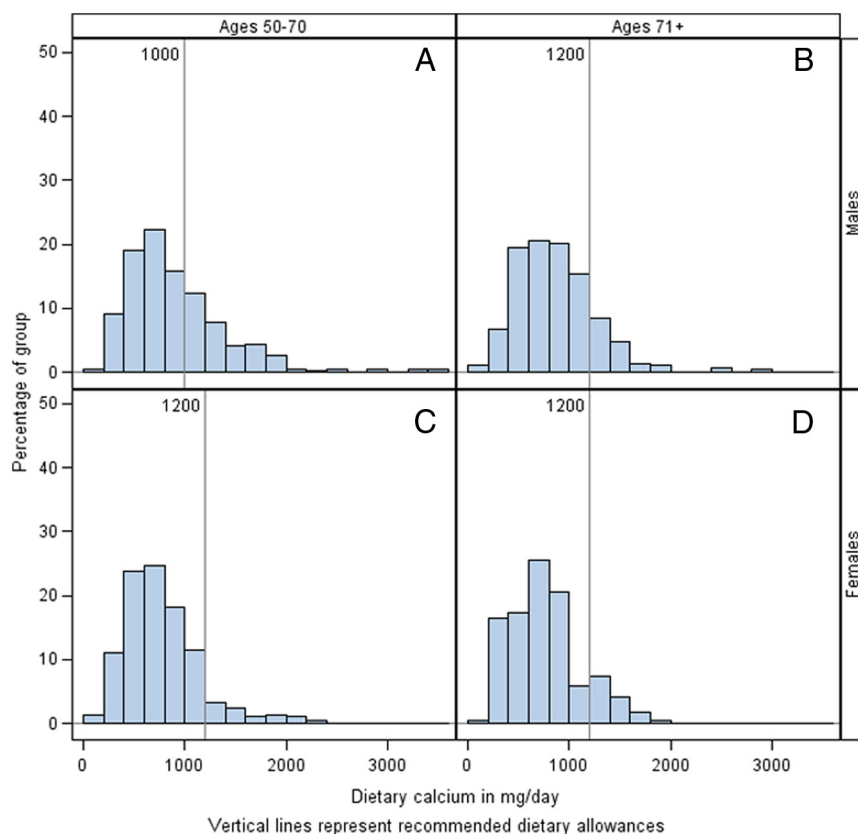 Ages 50-70
Ages 71+
50
1000
A
1200
B
40
30
20
10
0
Males
50
1200
C
1200
D
40
30
20
10
0
Females
Percentage of group
0 1000 2000 3000 0 1000 2000 3000
Dietary calcium in mg/day
Vertical lines represent recommended dietary allowances